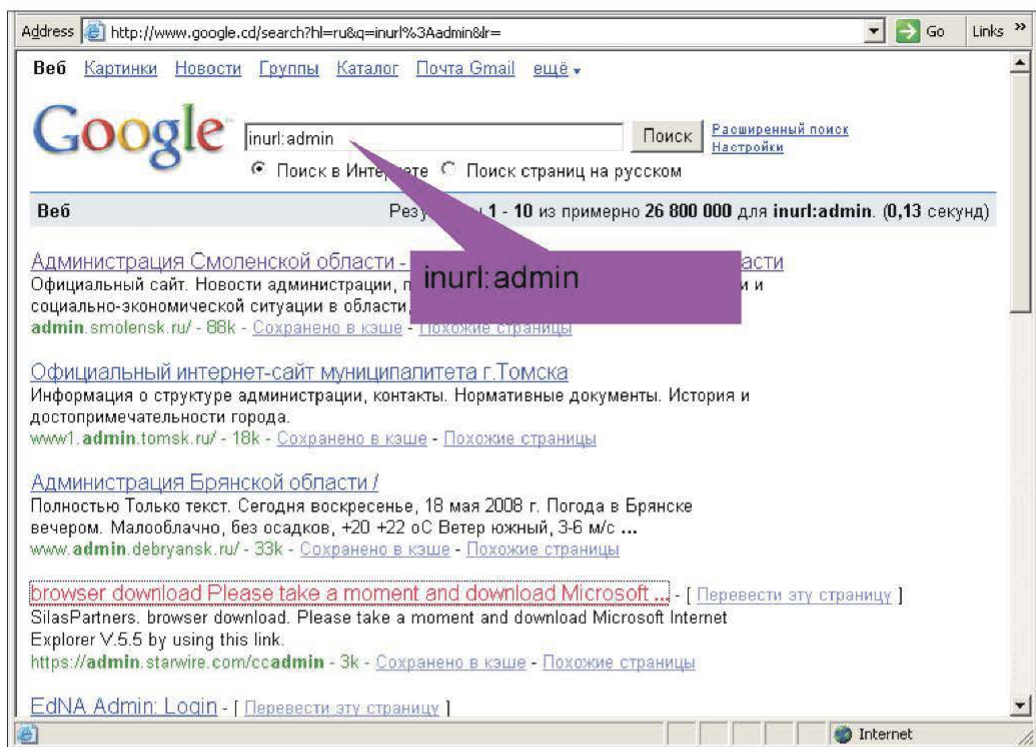 Address http://www.google.cd/search?hl=ru&q=inurl%3Aadmin&lr= Go Links »
Веб Картинки Новости Группы Каталог Почта Gmail ещё
Google inurl:admin Поиск Расширенный поиск
Настройки
Поиск в Интернете Поиск страниц на русском
Веб 1 - 10 из примерно 26 800 000 для inurl:admin. (0,13 секунд)
inurl:admin
Администрация Смоленской области -
Официальный сайт. Новости администрации, и
социально-экономической ситуации в области
admin.smolensk.ru/ - 88k - Сохранено в кэше - Похожие страницы
Официальный интернет-сайт муниципалитета г.Томска
Информация о структуре администрации, контакты. Нормативные документы. История и
достопримечательности города.
www1.admin.tomsk.ru/ - 18k - Сохранено в кэше - Похожие страницы
Администрация Брянской области /
Полностью Только текст. Сегодня воскресенье, 18 мая 2008 г. Погода в Брянске
вечером. Малооблачно, без осадков, +20 +22 оС Ветер южный, 3-6 м/с ...
www.admin.debryansk.ru/ - 33k - Сохранено в кэше - Похожие страницы
browser download Please take a moment and download Microsoft ... - [ Перевести эту страницу ]
SilasPartners. browser download. Please take a moment and download Microsoft Internet
Explorer V.5.5 by using this link.
https://admin.starwire.com/ccadmin - 3k - Сохранено в кэше - Похожие страницы
EdNA Admin: Login - [ Перевести эту страницу ]
Internet